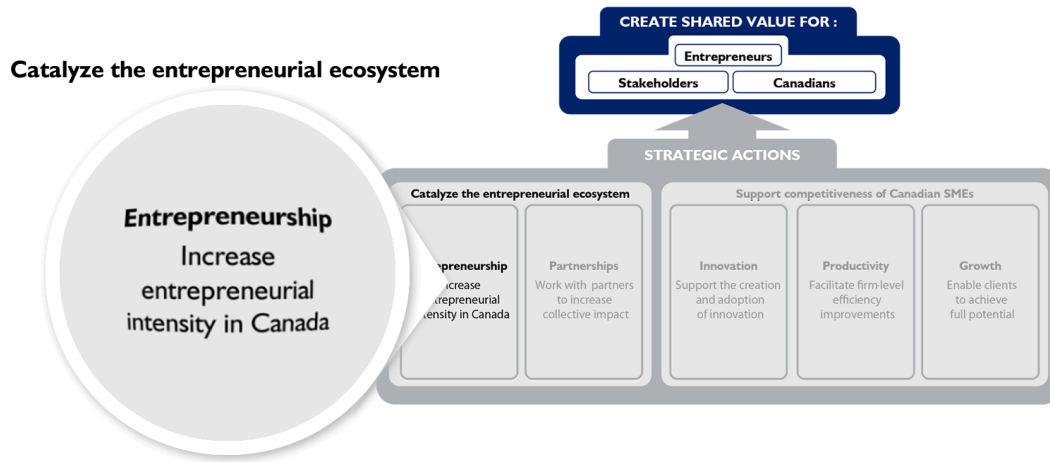 CREATE SHARED VALUE FOR :
Entrepreneurs
Stakeholders
Canadians
Catalyze the entrepreneurial ecosystem
Entrepreneurship
Increase
entrepreneurial
intensity in Canada
STRATEGIC ACTIONS
Catalyze the entrepreneurial ecosystem
epreneurship
crease
trepreneurial
tensity in Canada
Partnerships
Work with partners
to increase
collective impact
Support competitiveness of Canadian SMEs
Innovation
Support the creation
and adoption
of innovation
Productivity
Facilitate firm-level
efficiency
improvements
Growth
Enable clients
to achieve
full potential